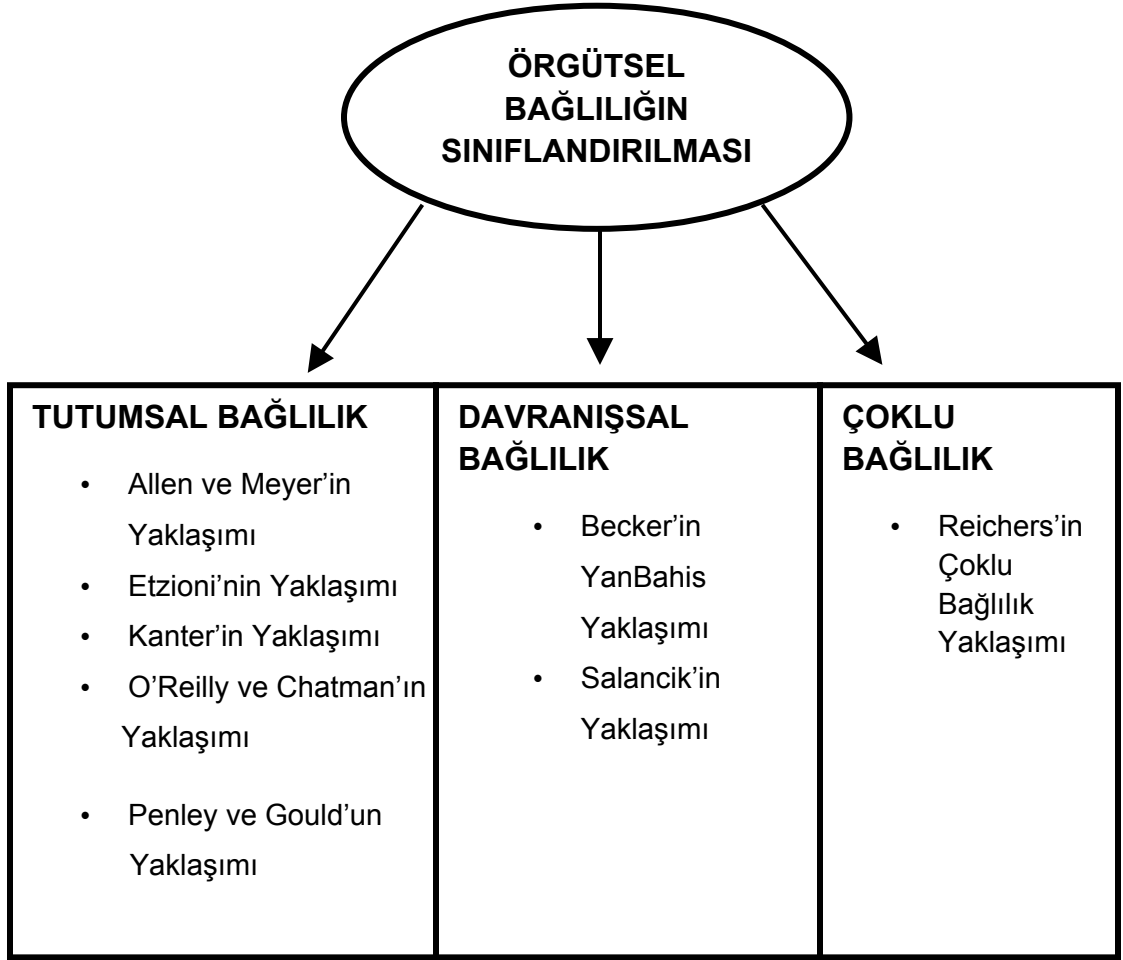 ÖRGÜTSEL
BAĞLILIĞIN
SINIFLANDIRILMASI
TUTUMSAL BAĞLILIK
• Allen ve Meyer’in
Yaklaşımı
• Etzioni’nin Yaklaşımı
• Kanter’in Yaklaşımı
• O’Reilly ve Chatman’ın
Yaklaşımı
• Penley ve Gould’un
Yaklaşımı
DAVRANIŞSAL
BAĞLILIK
• Becker’in
YanBahis
Yaklaşımı
• Salancik’in
Yaklaşımı
ÇOKLU
BAĞLILIK
• Reichers’in
Çoklu
Bağlılık
Yaklaşımı